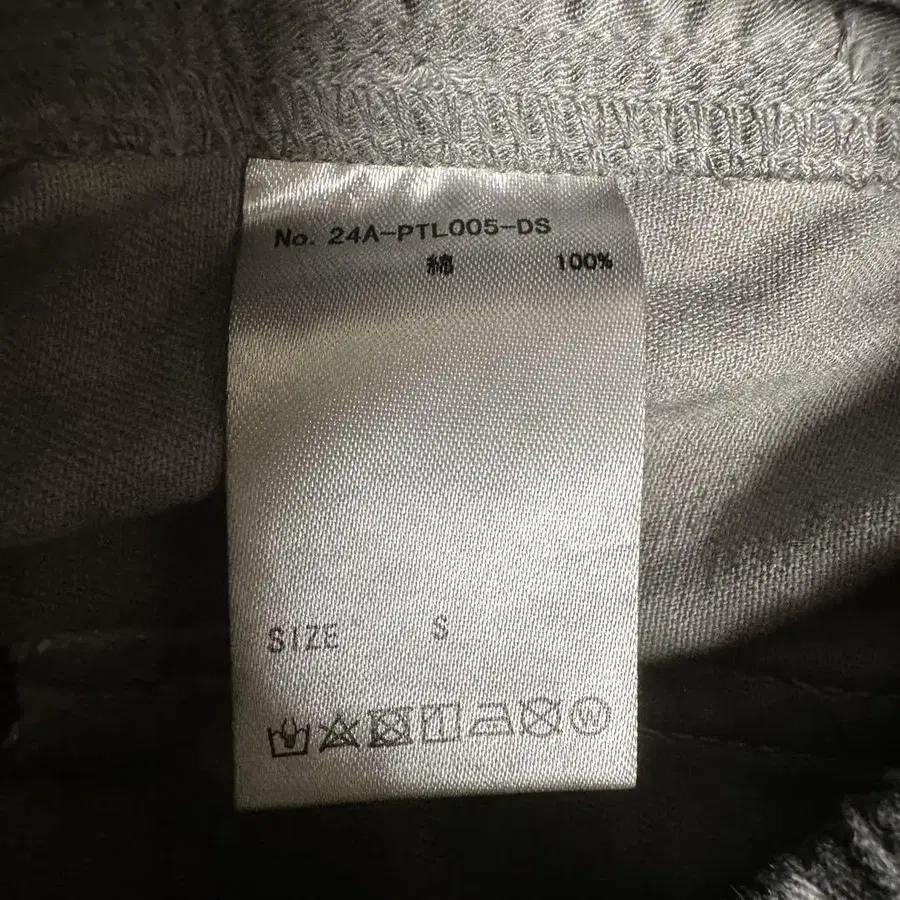 No. 24A-PTL005-DS
綿 100%
SIZE S
W